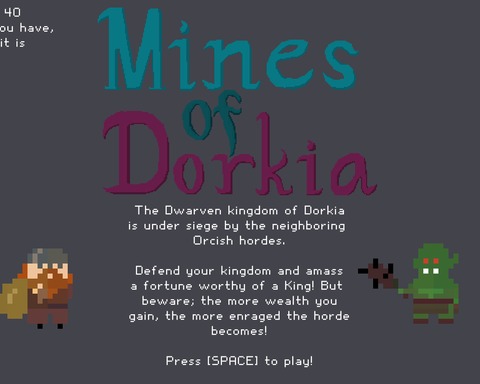 40
ou have,
it is
Mines
of
Dorkia
The Dwarven kingdom of Dorkia
is under siege by the neighboring
Orcish hordes.
Defend your kingdom and amass
a fortune worthy of a King! But
beware; the more wealth you
gain, the more enraged the horde
becomes!
Press [SPACE] to play!